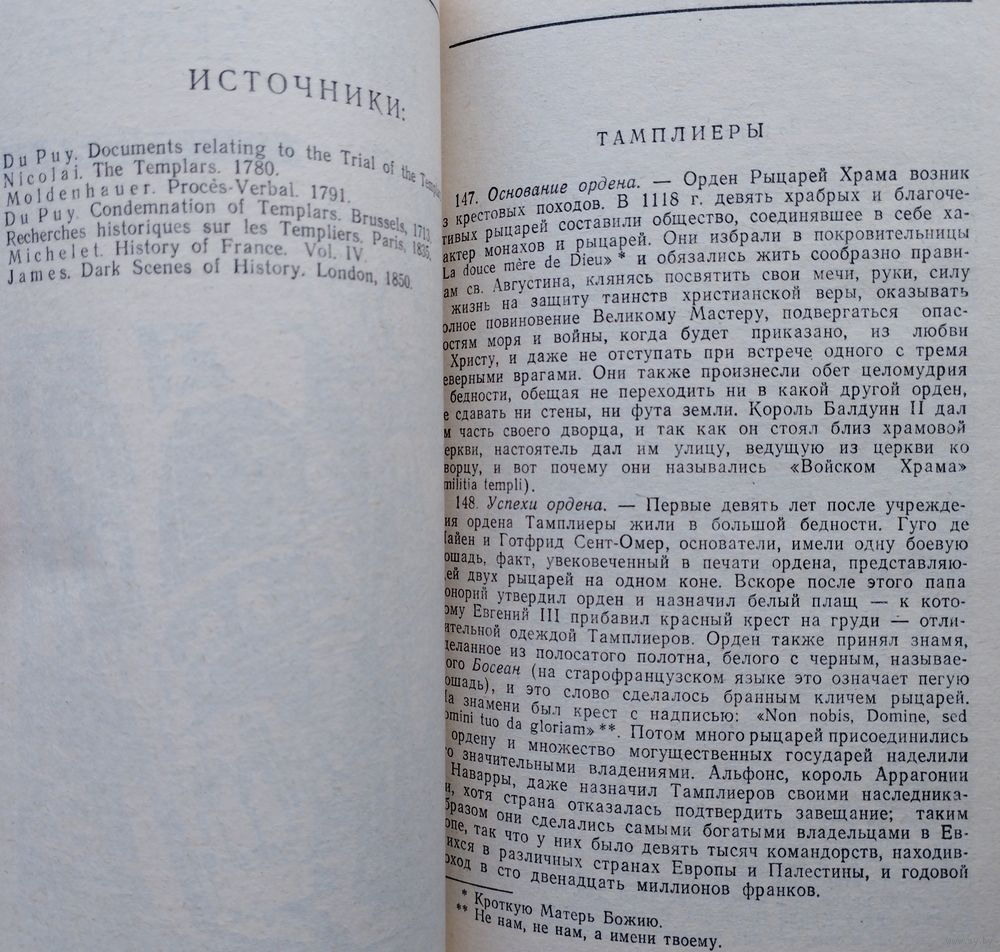 ИСТОЧНИКИ:
Du Puy. Documents relating to the Trial of the Templa
Nicolai. The Templars. 1780.
Moldenhauer. Procès-Verbal. 1791.
Du Puy. Condemnation of Templars. Brussels, 1713.
Recherches historiques sur les Templiers. Paris, 1835.
Michelet. History of France. Vol. IV.
James. Dark Scenes of History. London, 1850.
ТАМПЛИЕРЫ
147. Основание ордена. — Орден Рыцарей Храма возник
з крестовых походов. В 1118 г. девять храбрых и благоче-
тивых рыцарей составили общество, соединявшее в себе ха-
актер монахов и рыцарей. Они избрали в покровительницы
La douce mère de Dieu» * и обязались жить сообразно прави-
ам св. Августина, клянясь посвятить свои мечи, руки, силу
жизнь на защиту таинств христианской веры, оказывать
олное повиновение Великому Мастеру, подвергаться опас-
остям моря и войны, когда будет приказано, из любви
Христу, и даже не отступать при встрече одного с тремя
еверными врагами. Они также произнесли обет целомудрия
бедности, обещая не переходить ни в какой другой орден,
е сдавать ни стены, ни фута земли. Король Балдуин II дал
м часть своего дворца, и так как он стоял близ храмовой
еркви, настоятель дал им улицу, ведущую из церкви ко
ворцу, и вот почему они назывались «Войском Храма»
militia templi).
148. Успехи ордена. — Первые девять лет после учрежде-
ия ордена Тамплиеры жили в большой бедности. Гуго де
Пайен и Готфрид Сент-Омер, основатели, имели одну боевую
ошадь, факт, увековеченный в печати ордена, представляю-
ей двух рыцарей на одном коне. Вскоре после этого папа
онорий утвердил орден и назначил белый плащ — к кото-
ому Евгений III прибавил красный крест на груди — отли-
ительной одеждой Тамплиеров. Орден также принял знамя,
деланное из полосатого полотна, белого с черным, называе-
ого Босеан (на старофранцузском языке это означает пегую
ошадь), и это слово сделалось бранным кличем рыцарей.
На знамени был крест с надписью: «Non nobis, Domine, sed
omini tuo da gloriam» **. Потом много рыцарей присоединились
ордену и множество могущественных государей наделили
го значительными владениями. Альфонс, король Аррагонии
Наварры, даже назначил Тамплиеров своими наследника-
и, хотя страна отказалась подтвердить завещание; таким
бразом они сделались самыми богатыми владельцами в Ев-
опе, так что у них было девять тысяч командорств, находив-
ихся в различных странах Европы и Палестины, и годовой
оход в сто двенадцать миллионов франков.
* Кроткую Матерь Божию.
** Не нам, не нам, а имени твоему.